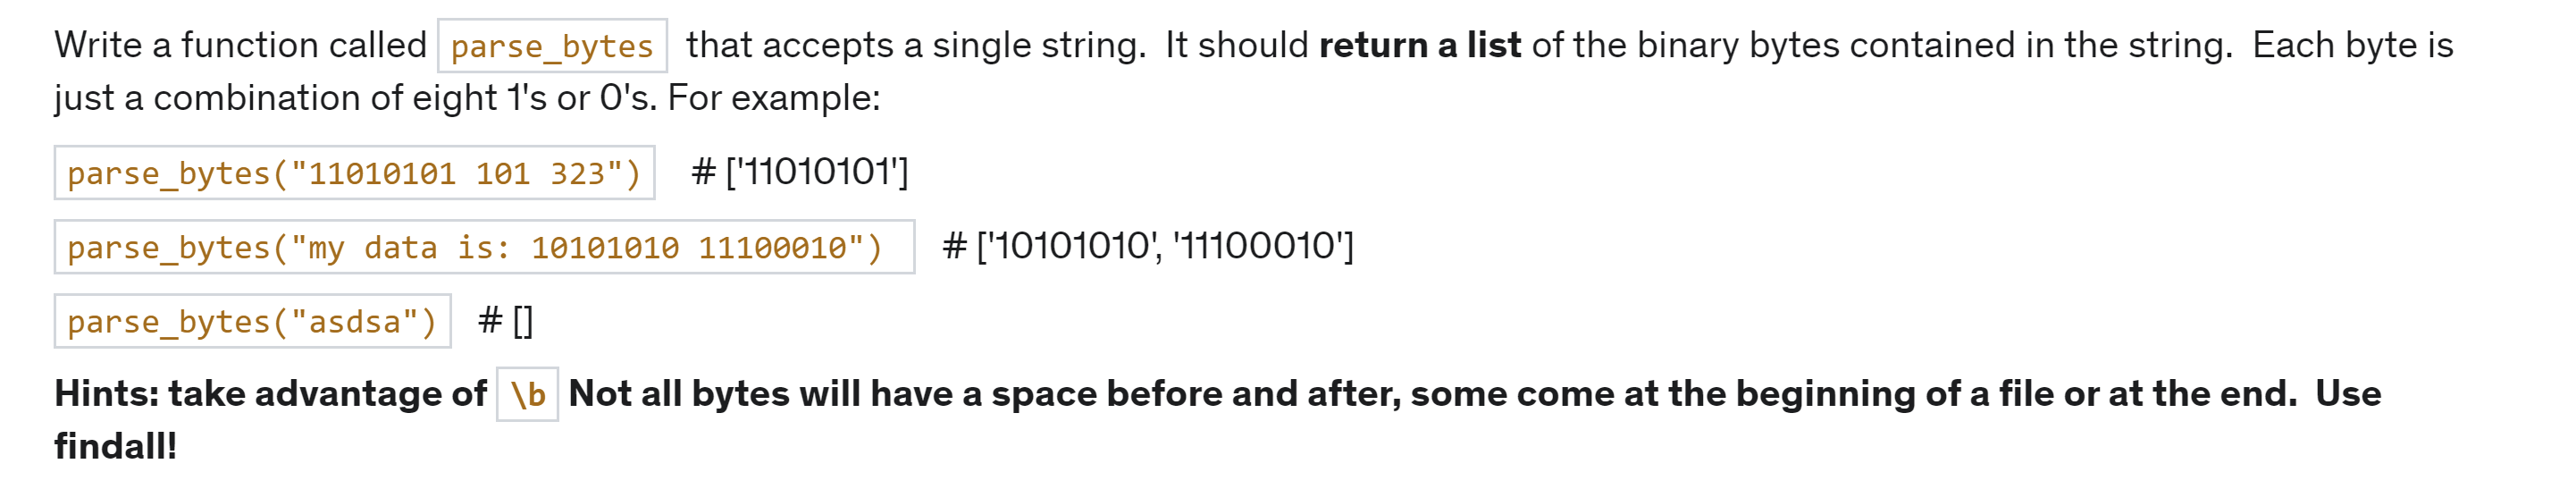 Write a function called parse_bytes that accepts a single string. It should return a list of the binary bytes contained in the string. Each byte is
just a combination of eight 1's or 0's. For example:
parse_bytes("11010101 101 323") # ['11010101']
parse_bytes("my data is: 10101010 11100010") # ['10101010', '11100010']
parse_bytes("asdsa") # []
Hints: take advantage of \b Not all bytes will have a space before and after, some come at the beginning of a file or at the end. Use
findall!